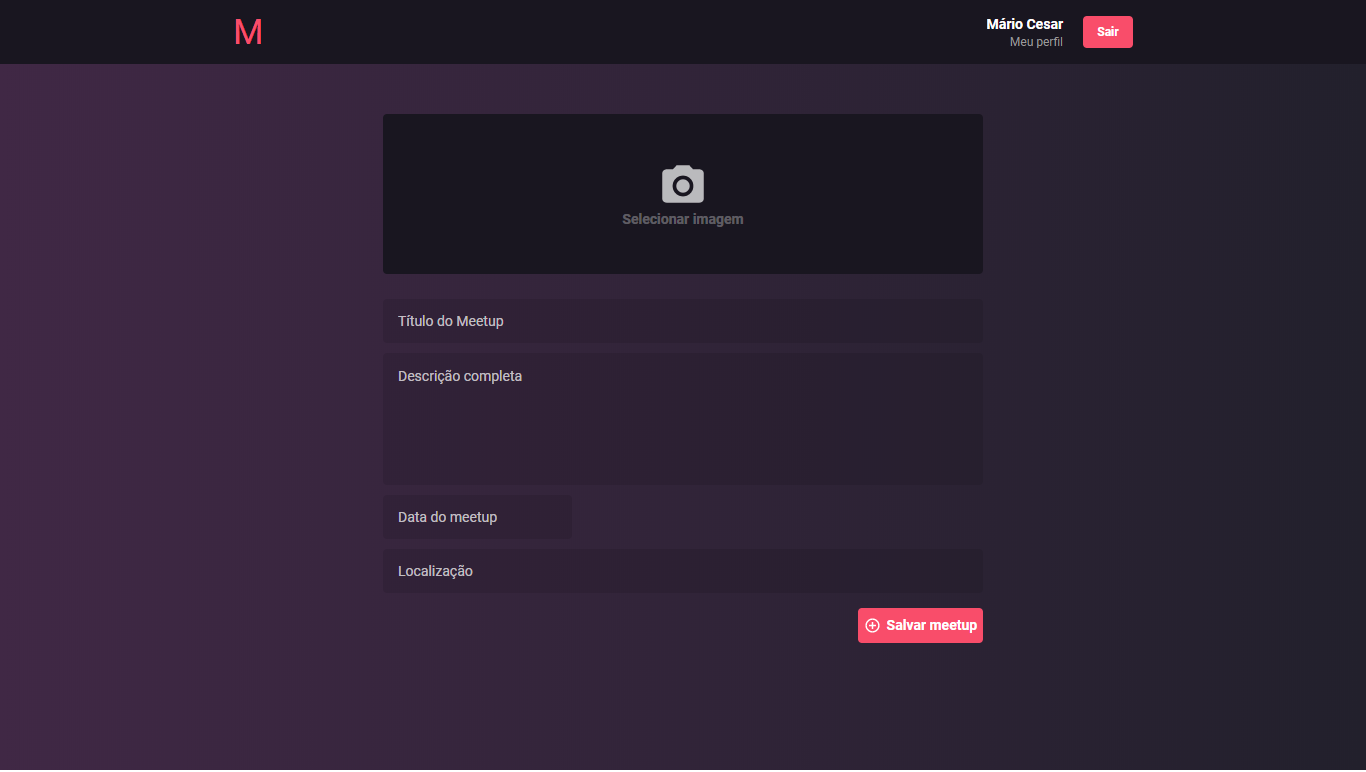 M
Mário Cesar
Meu perfil
Sair
Selecionar imagem
Título do Meetup
Descrição completa
Data do meetup
Localização
Salvar meetup